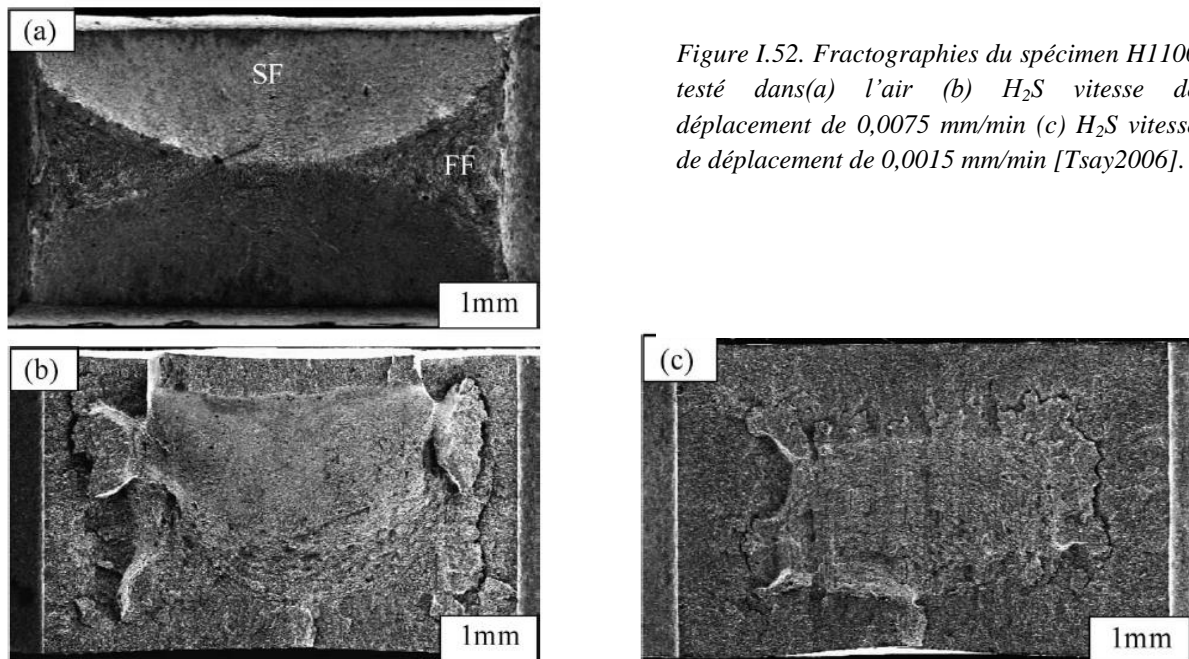 (a)
SF
FF
1mm
Figure I.52. Fractographies du spécimen H1100
testé dans(a) l'air (b) H₂S vitesse de
déplacement de 0,0075 mm/min (c) H₂S vitesse
de déplacement de 0,0015 mm/min [Tsay2006].
(b)
1mm
(c)
1mm